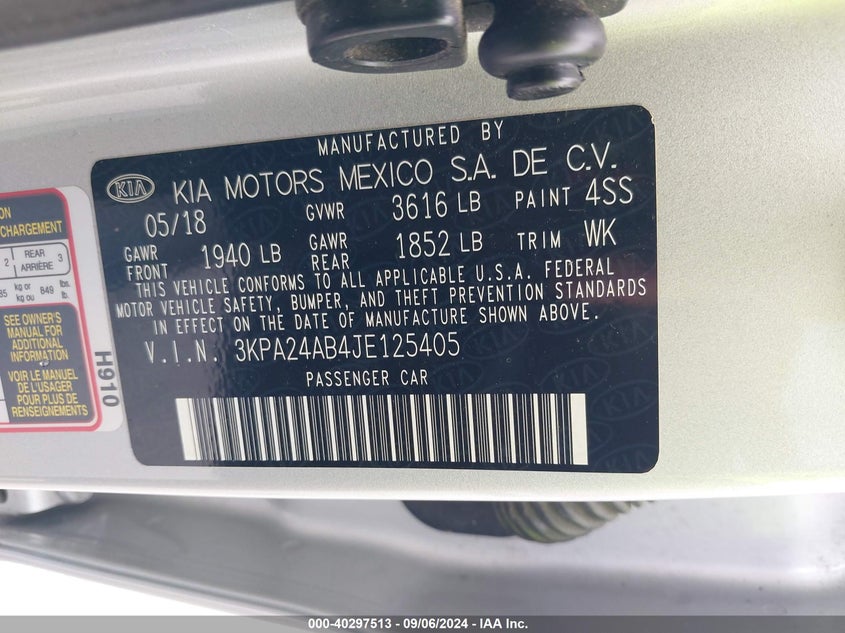 MANUFACTURED BY
KIA KIA MOTORS MEXICO S.A. DE C.V.
05/18 GVWR 3616 LB PAINT 4SS
GAWR FRONT 1940 LB GAWR REAR 1852 LB TRIM WK
THIS VEHICLE CONFORMS TO ALL APPLICABLE U.S.A. FEDERAL
MOTOR VEHICLE SAFETY, BUMPER, AND THEFT PREVENTION STANDARDS
IN EFFECT ON THE DATE OF MANUFACTURE SHOWN ABOVE.
V.I.N. 3KPA24AB4JE125405
PASSENGER CAR
CHARGEMENT
2 REAR ARRIÈRE 3
kg or kg ou 849 lbs. lb.
SEE OWNER'S
MANUAL FOR
ADDITIONAL
INFORMATION
VOIR LE MANUEL
DE L'USAGER
POUR PLUS DE
RENSEIGNEMENTS
H910
000-40297513 - 09/06/2024 - IAA Inc.